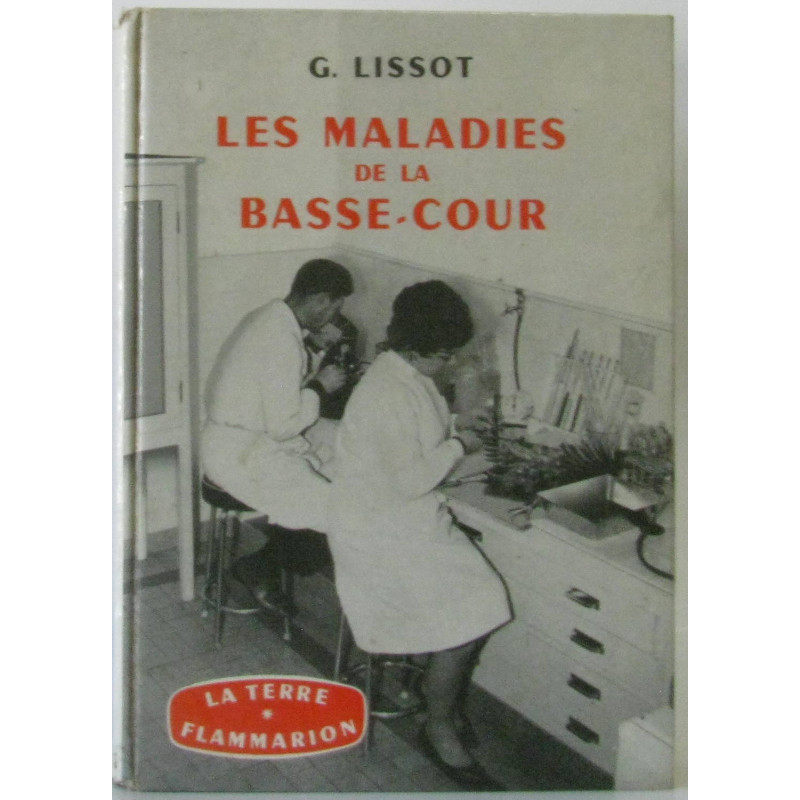 G. LISSOT
LES MALADIES
DE LA
BASSE-COUR
LA TERRE
*
FLAMMARION